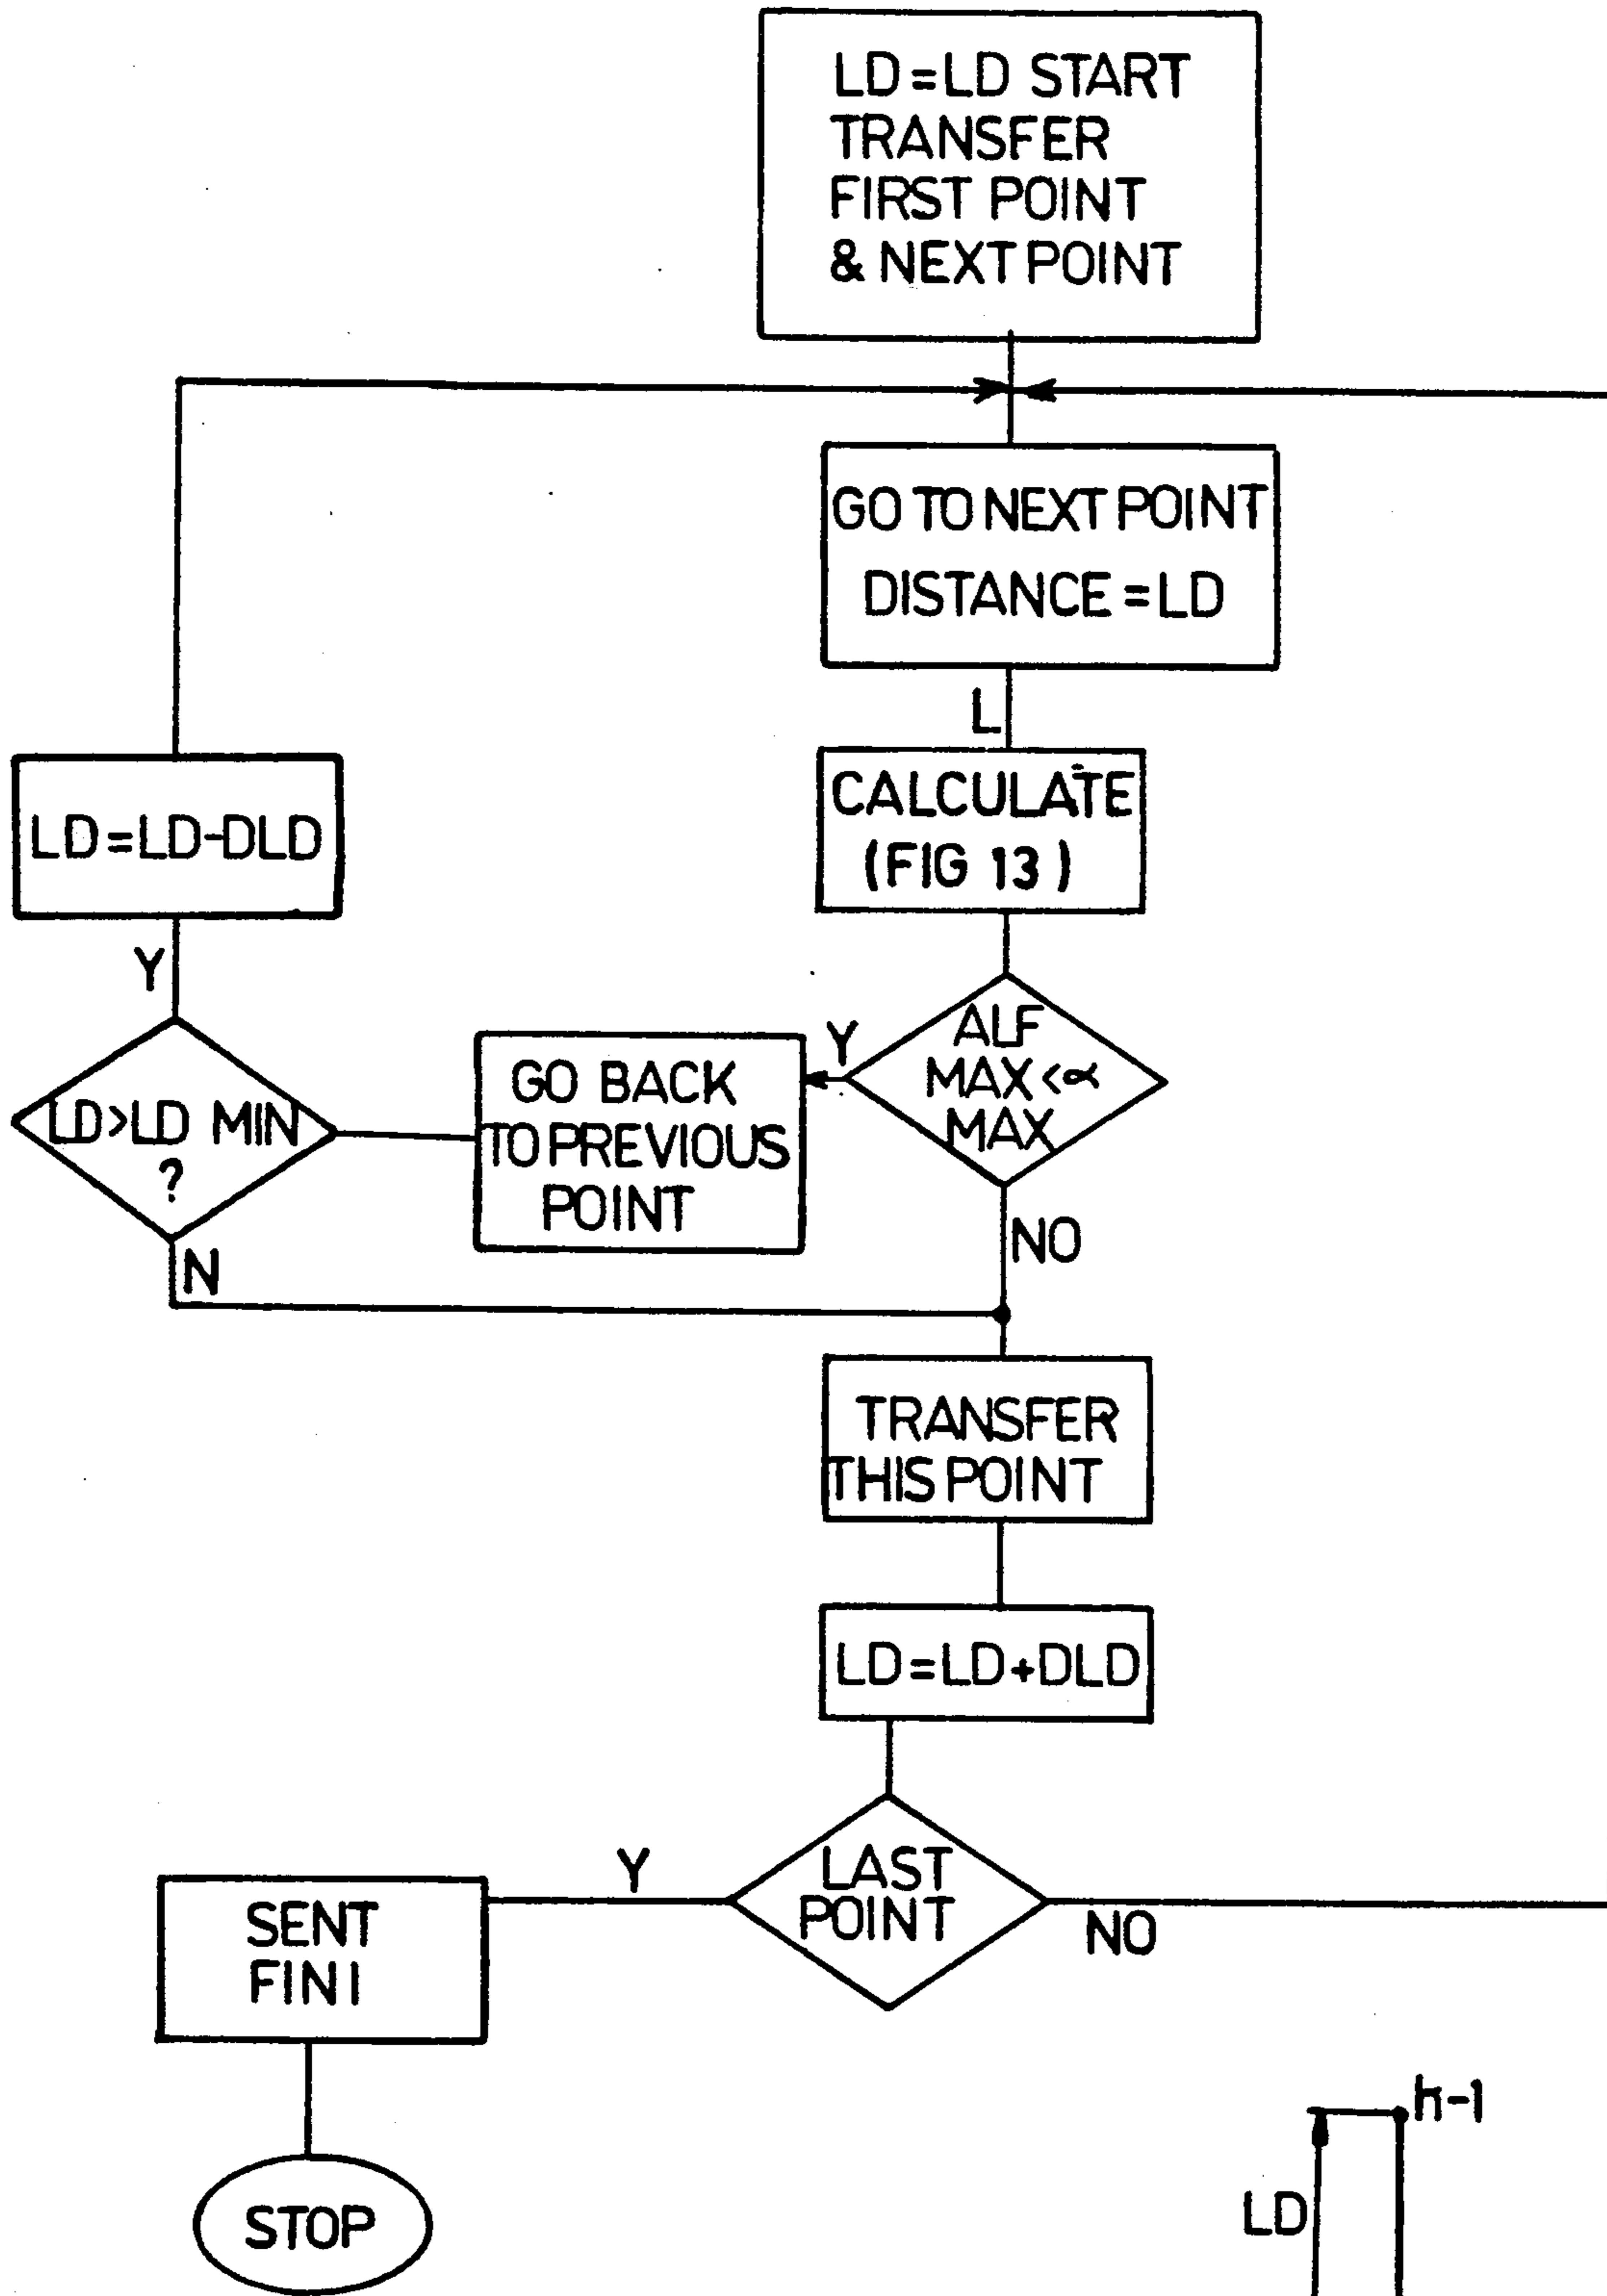 LD=LD START
TRANSFER
FIRST POINT
& NEXT POINT
GO TO NEXT POINT
DISTANCE=LD
L
CALCULATE
(FIG 13)
LD=LD-DLD
Y
ALF
MAX<α
MAX
Y
GO BACK
TO PREVIOUS
POINT
LD>LD MIN
?
N
NO
TRANSFER
THIS POINT
LD=LD+DLD
LAST
POINT
Y
NO
SENT
FINI
STOP
n-1
LD